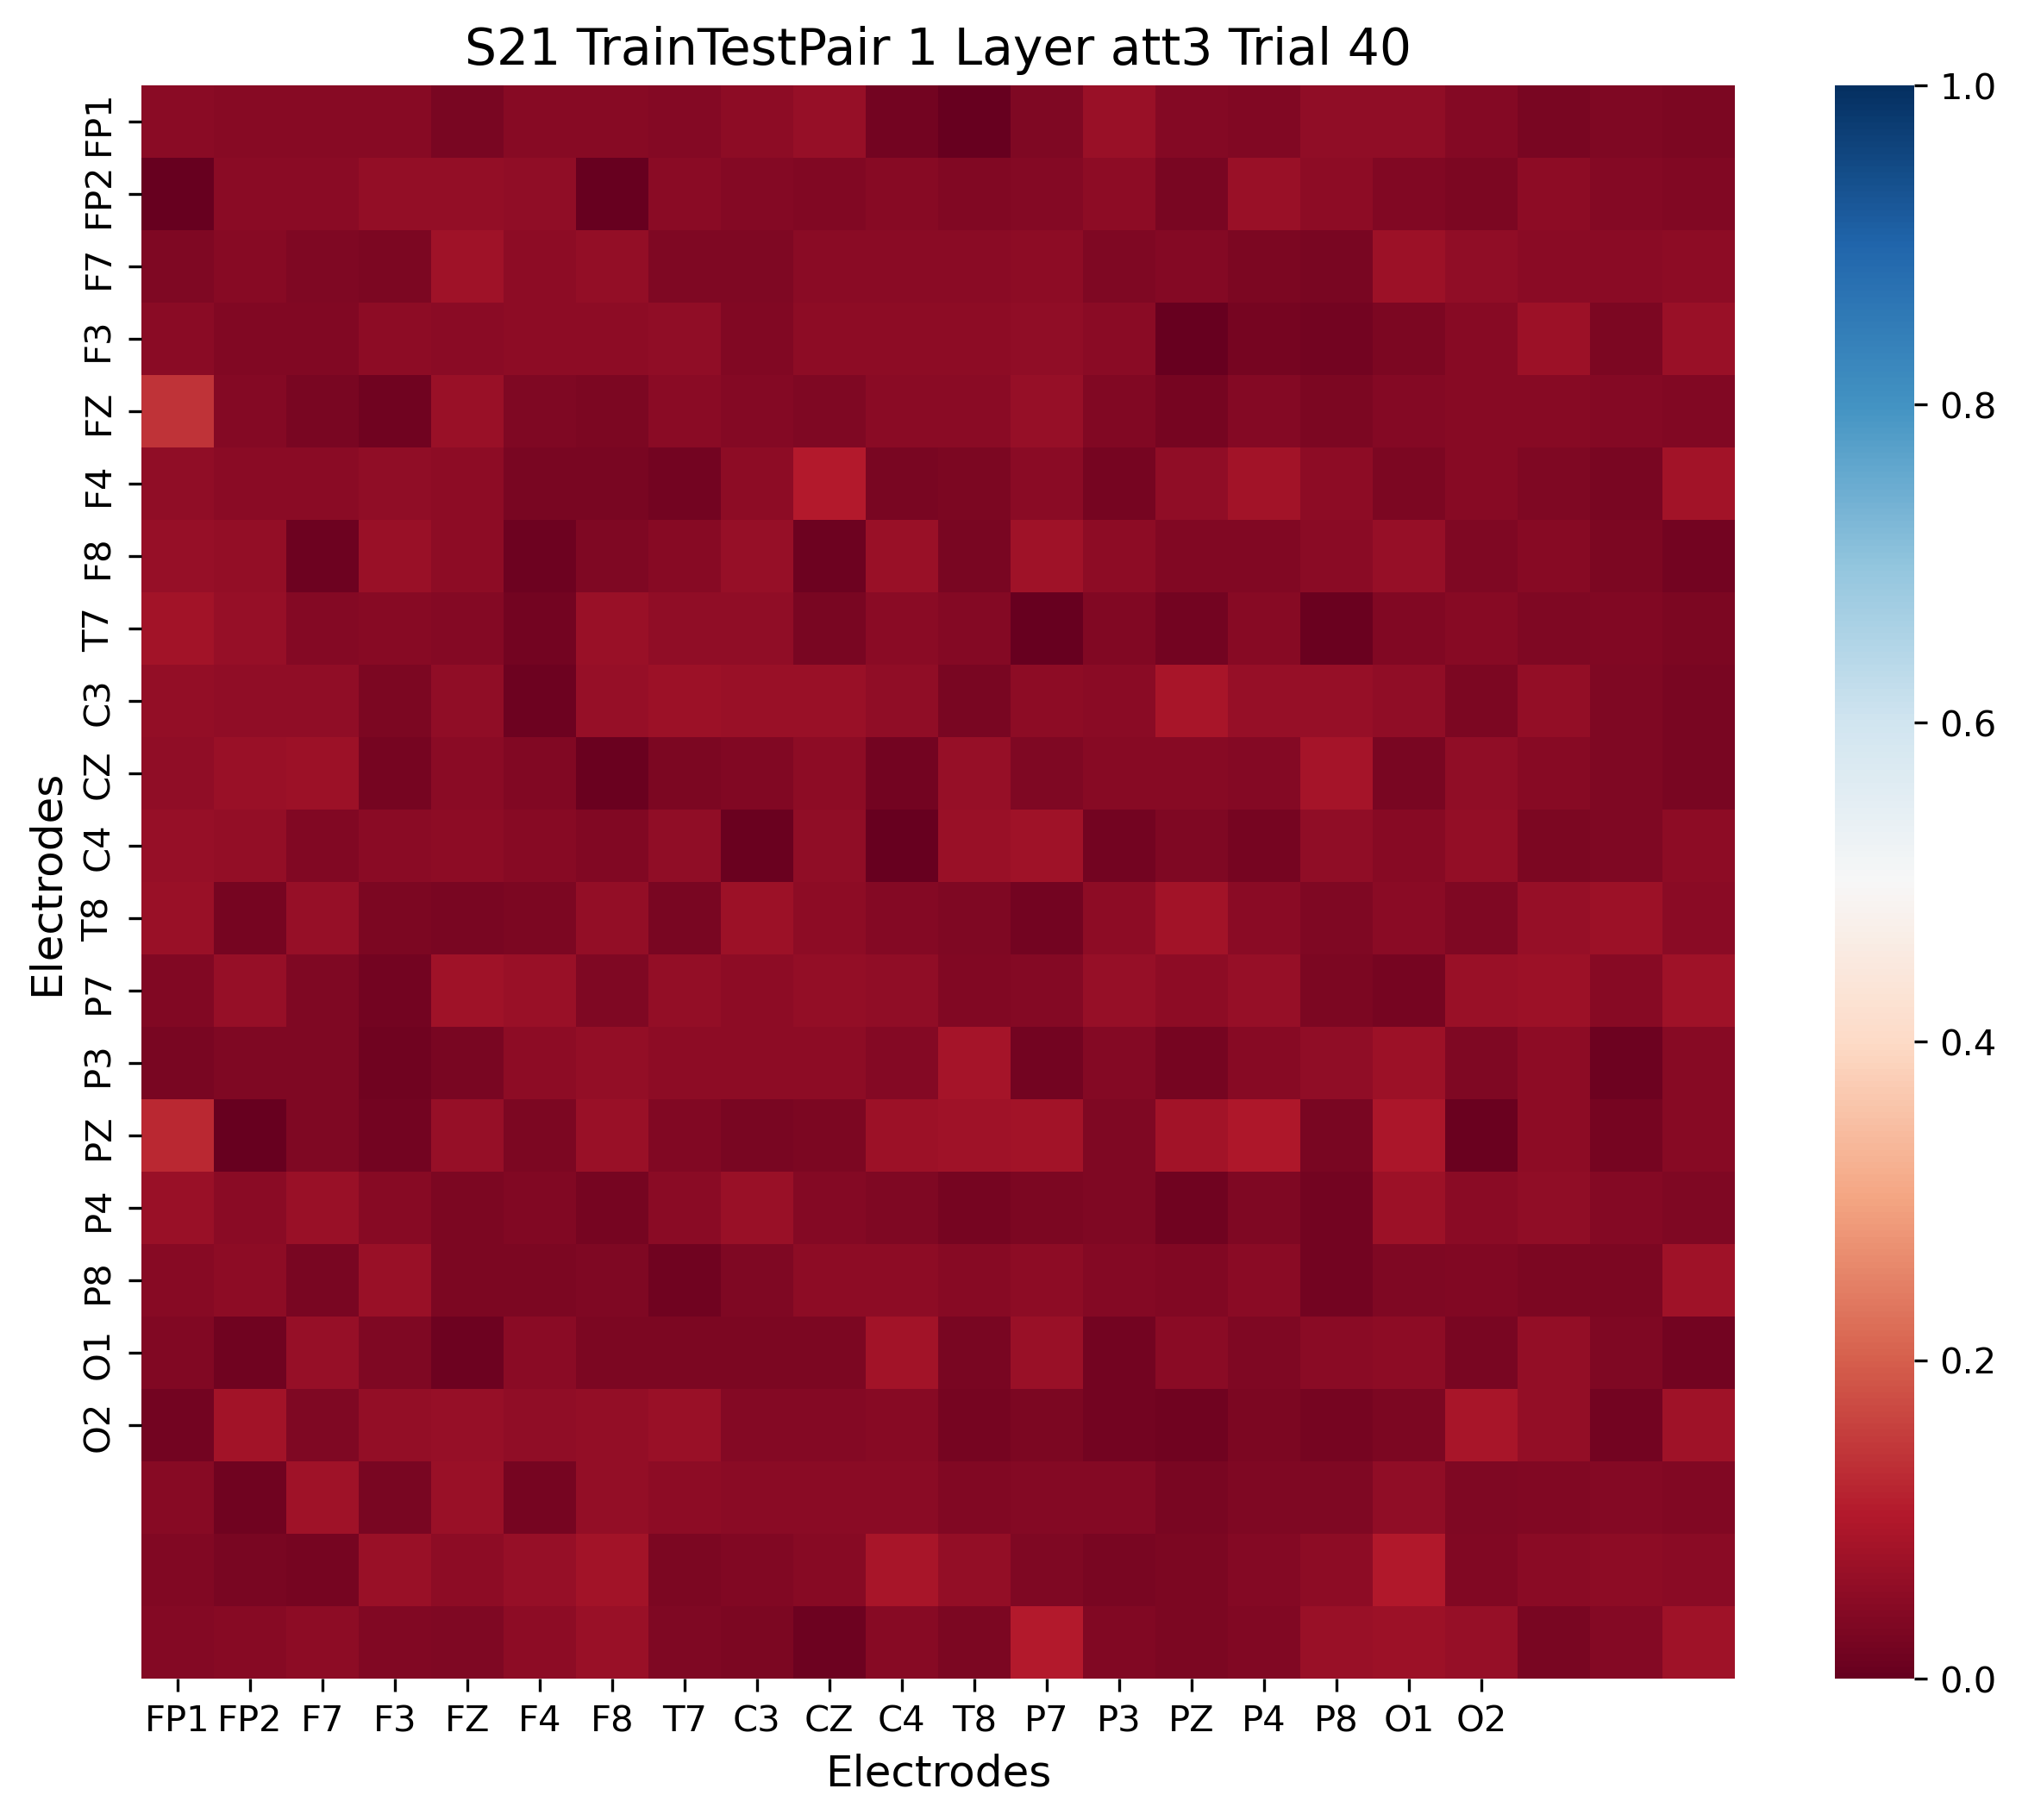 S21 TrainTestPair 1 Layer att3 Trial 40
Electrodes
FP1
FP2
F7
F3
FZ
F4
F8
T7
C3
CZ
C4
T8
P7
P3
PZ
P4
P8
O1
O2
FP1 FP2 F7 F3 FZ F4 F8 T7 C3 CZ C4 T8 P7 P3 PZ P4 P8 O1 O2
Electrodes
1.0
0.8
0.6
0.4
0.2
0.0